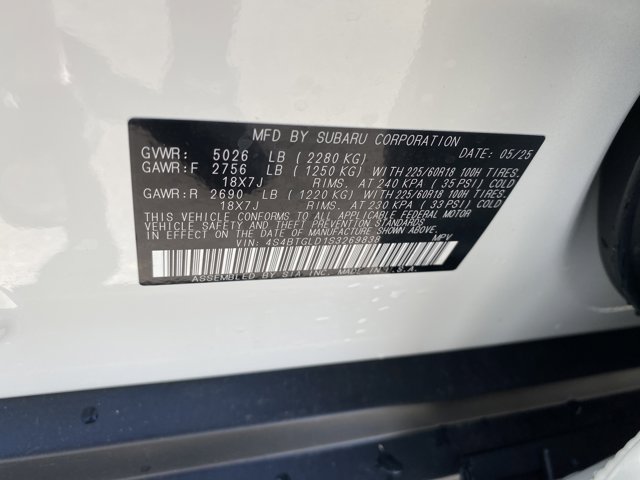 MFD BY SUBARU CORPORATION DATE: 05/25
GVWR: 5026 LB ( 2280 KG)
GAWR:F 2756 LB ( 1250 KG) WITH 225/60R18 100H TIRES.
18X7J RIMS. AT 240 KPA ( 35 PSI) COLD
GAWR:R 2690 LB ( 1220 KG) WITH 225/60R18 100H TIRES.
18X7J RIMS. AT 230 KPA ( 33 PSI) COLD
THIS VEHICLE CONFORMS TO ALL APPLICABLE FEDERAL MOTOR
VEHICLE SAFETY AND THEFT PREVENTION STANDARDS
IN EFFECT ON THE DATE OF MANUFACTURE SHOWN ABOVE.
VIN: 4S4BTGLD1S3269838 MPV
ASSEMBLED BY SIA INC. MADE IN U.S.A.